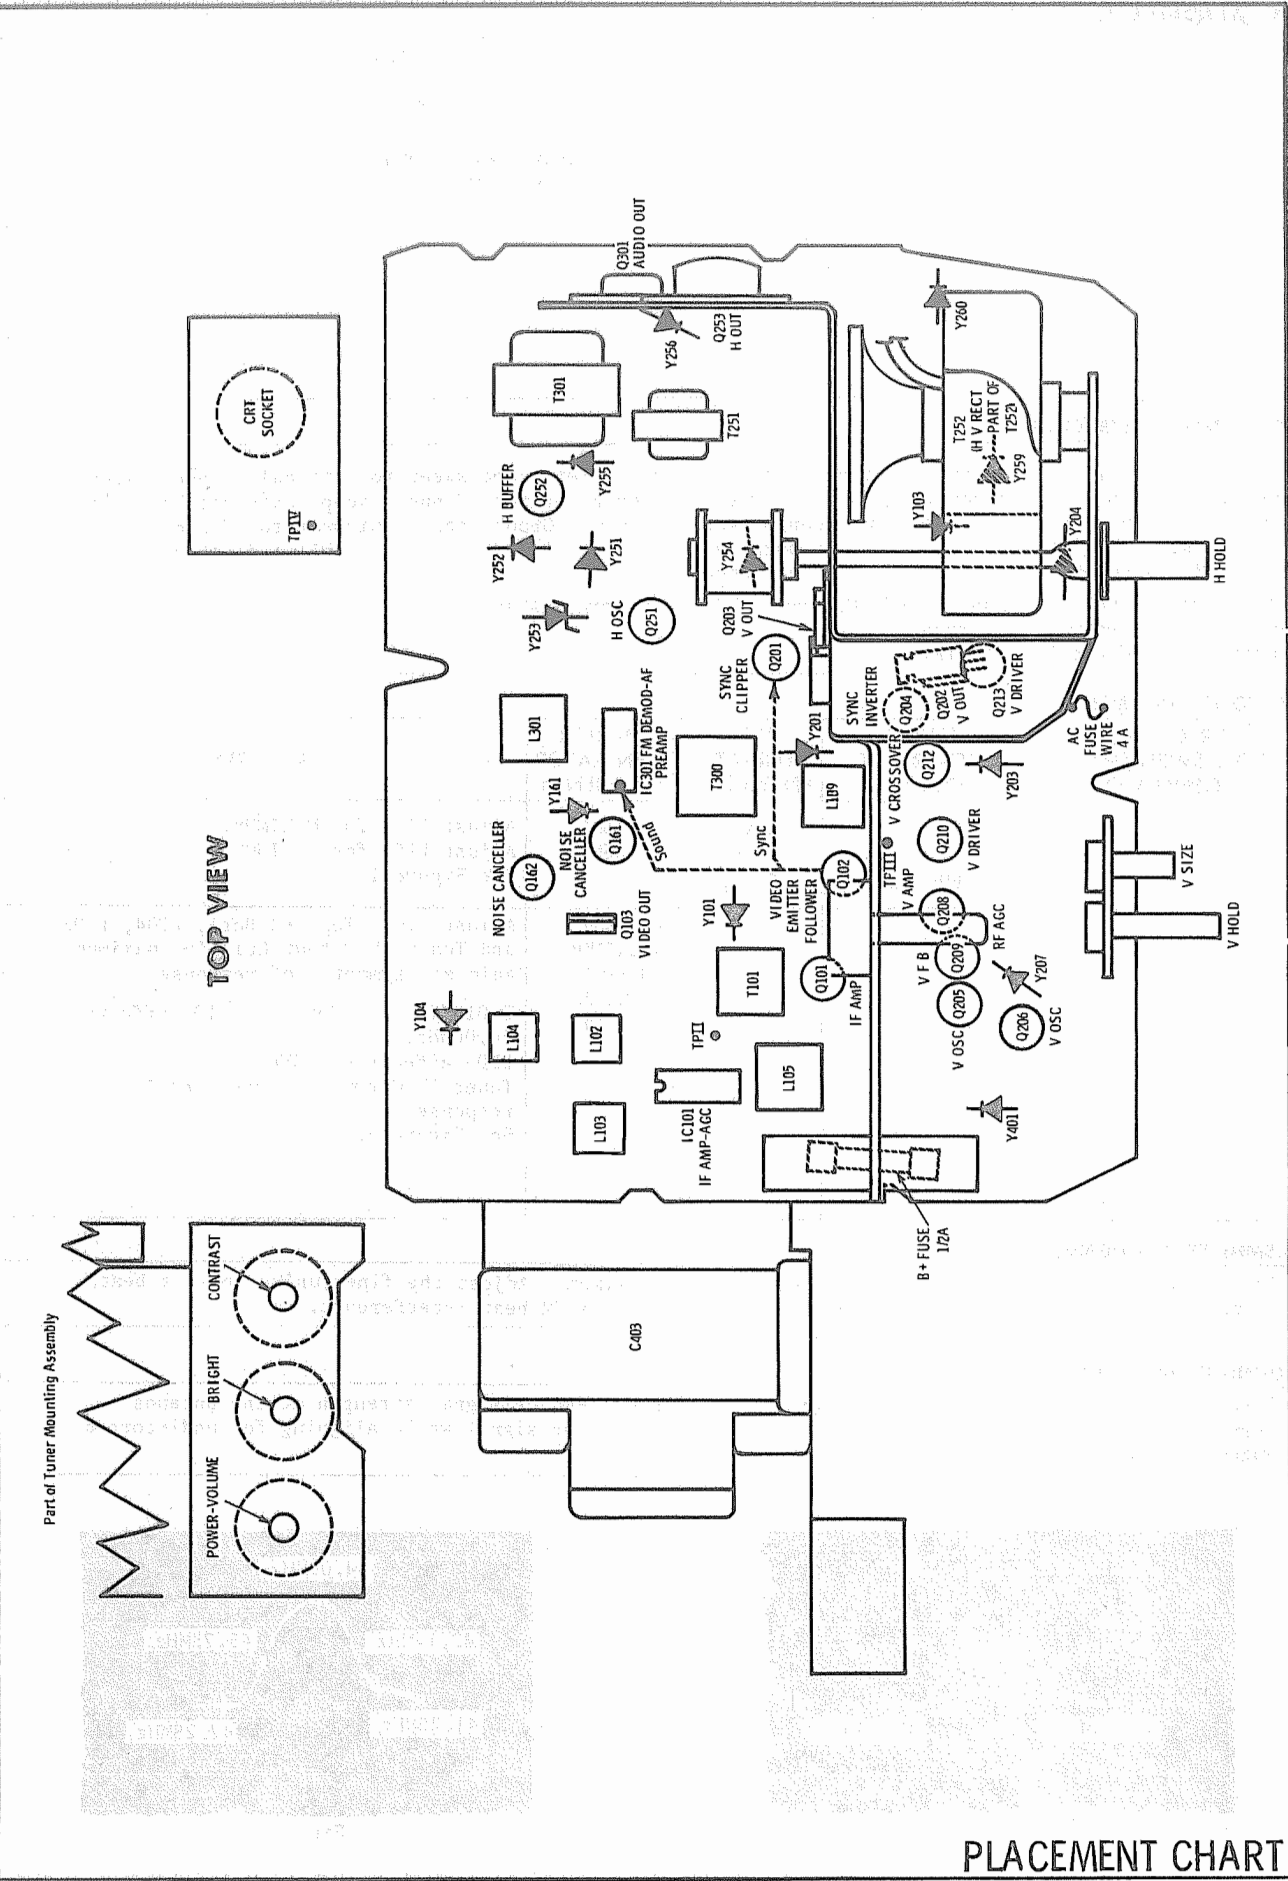 Part of Tuner Mounting Assembly
POWER-VOLUME
BRIGHT
CONTRAST
TOP VIEW
TPIV
CRT
SOCKET
C403
B+ FUSE
1/2A
Y104
L104
L102
L103
IC101
IF AMP-AGC
TPII
T101
L105
Q101
IF AMP
Y101
VIDEO
EMITTER
FOLLOWER
Q102
NOISE CANCELLER
Q162
NOISE
CANCELLER
Q161
Q103
VIDEO OUT
Y161
Sound
Sync
L301
IC301 FM DEMOD-AF
PREAMP
T300
L189
Y201
SYNC
CLIPPER
Q201
Q203
V OUT
Y253
H OSC
Q251
Y252
Y251
H BUFFER
Q252
Y255
Y254
T301
T251
Q301
AUDIO OUT
Y256
Q253
H OUT
Y260
T252
(H V RECT
PART OF
T252)
Y259
Y103
Y204
H HOLD
SYNC
INVERTER
Q204
Q202
V OUT
Q213
V DRIVER
AC
FUSE
WIRE
4 A
V CROSSOVER
Q212
Y203
TPIII
Q210
V DRIVER
V AMP
Q208
RF AGC
V F B
Q209
Q205
V OSC
Y207
Q206
V OSC
Y401
V SIZE
V HOLD
PLACEMENT CHART